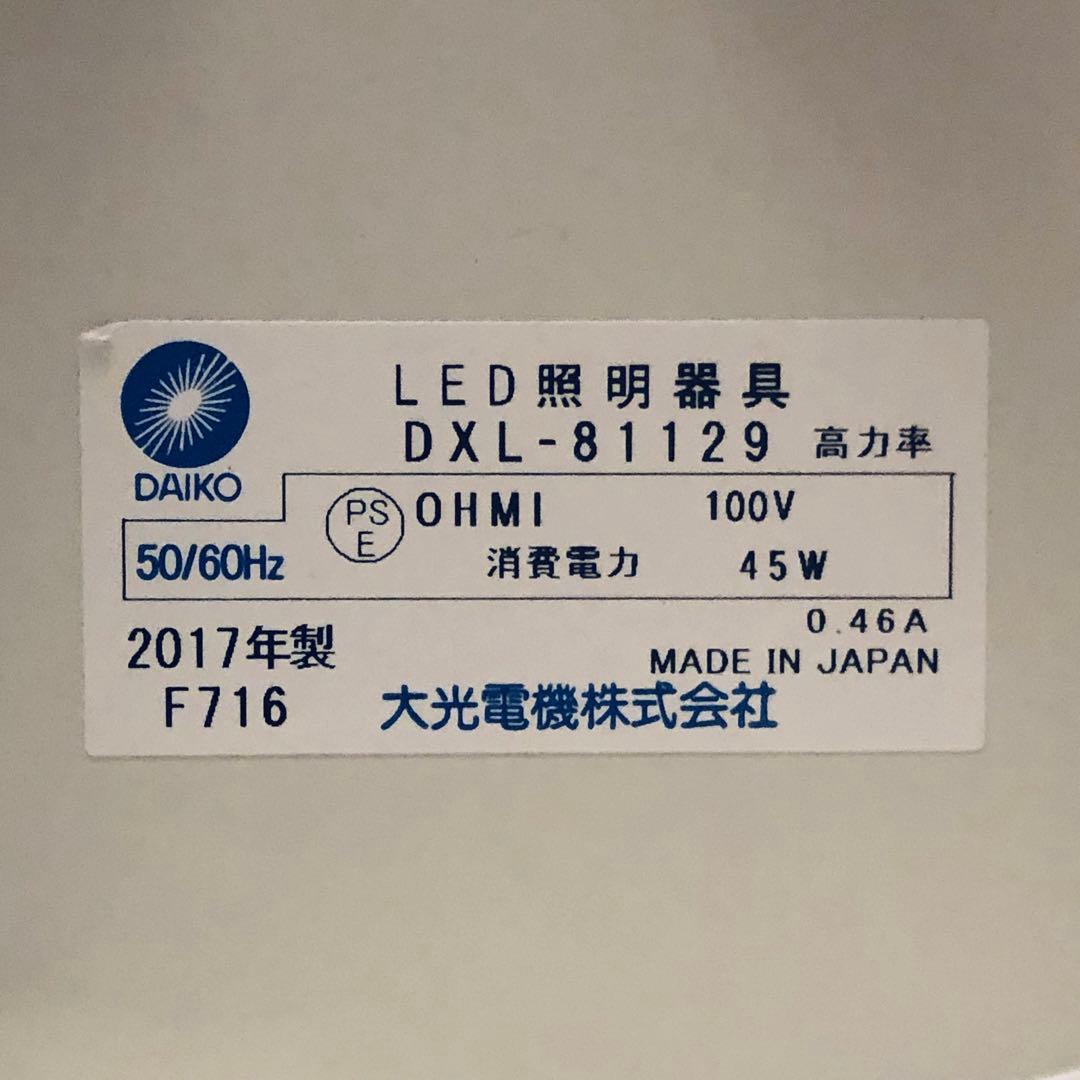 LED照明器具
DXL-81129 高力率
DAIKO
PSE OHMI 100V
50/60Hz 消費電力 45W
0.46A
2017年製 MADE IN JAPAN
F716 大光電機株式会社